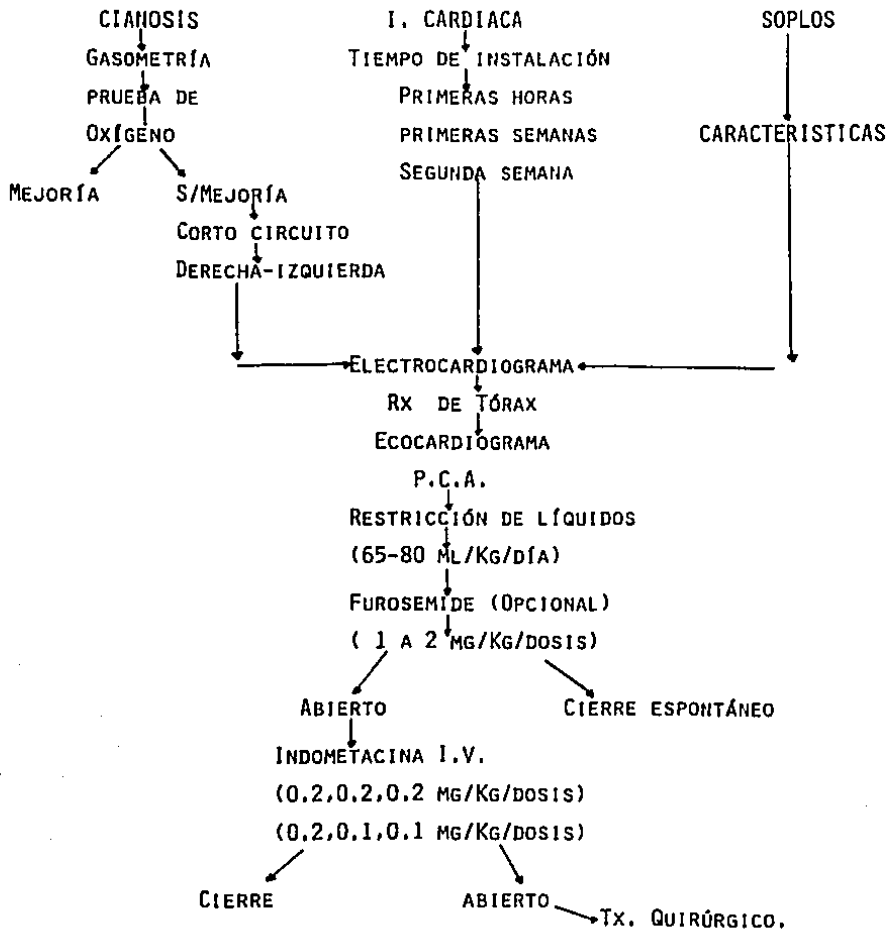 CIANOSIS
GASOMETRÍA
PRUEBA DE
OXÍGENO
MEJORÍA S/MEJORÍA
CORTO CIRCUITO
DERECHA-IZQUIERDA
I. CARDIACA
TIEMPO DE INSTALACIÓN
PRIMERAS HORAS
PRIMERAS SEMANAS
SEGUNDA SEMANA
SOPLOS
CARACTERISTICAS
ELECTROCARDIOGRAMA
RX DE TÓRAX
ECOCARDIOGRAMA
P.C.A.
RESTRICCIÓN DE LÍQUIDOS
(65-80 ML/KG/DÍA)
FUROSEMIDE (OPCIONAL)
( 1 A 2 MG/KG/DOSIS)
ABIERTO CIERRE ESPONTÁNEO
INDOMETACINA I.V.
(0.2,0.2,0.2 MG/KG/DOSIS)
(0.2,0.1,0.1 MG/KG/DOSIS)
CIERRE ABIERTO
TX. QUIRÚRGICO.